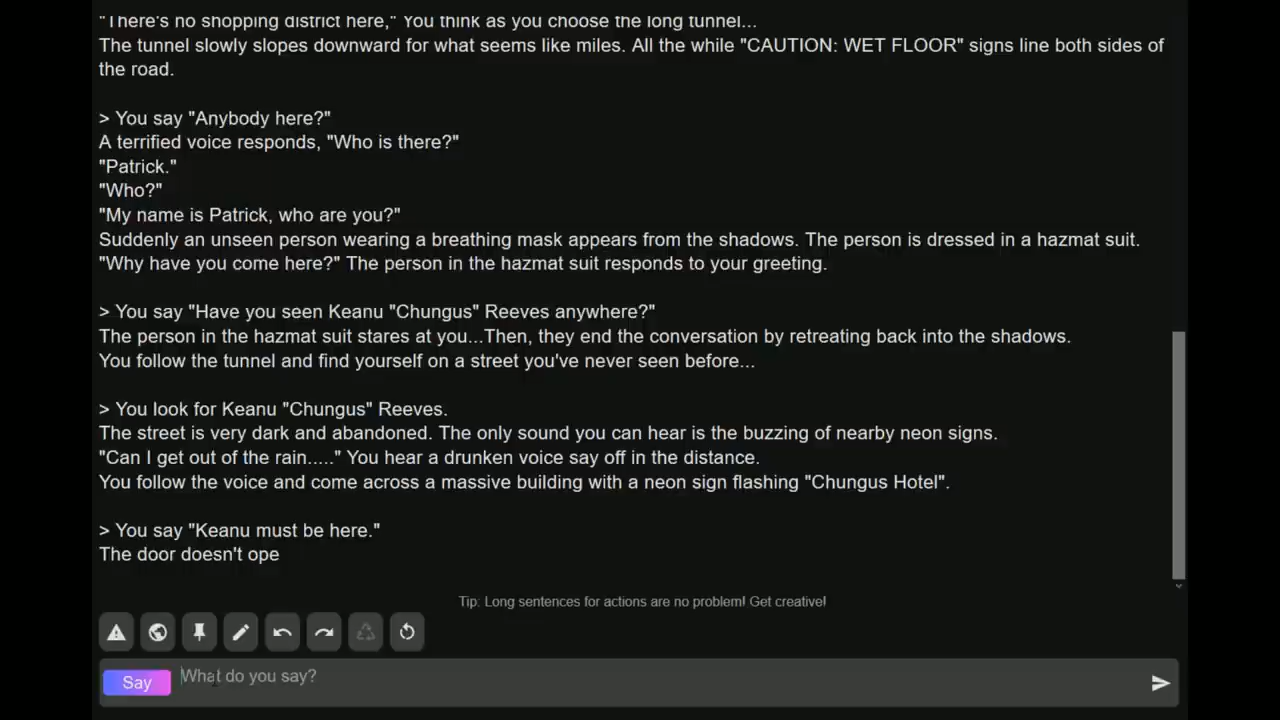 "There's no shopping district here," You think as you choose the long tunnel...
The tunnel slowly slopes downward for what seems like miles. All the while "CAUTION: WET FLOOR" signs line both sides of
the road.
> You say "Anybody here?"
A terrified voice responds, "Who is there?"
"Patrick."
"Who?"
"My name is Patrick, who are you?"
Suddenly an unseen person wearing a breathing mask appears from the shadows. The person is dressed in a hazmat suit.
"Why have you come here?" The person in the hazmat suit responds to your greeting.
> You say "Have you seen Keanu "Chungus" Reeves anywhere?"
The person in the hazmat suit stares at you...Then, they end the conversation by retreating back into the shadows.
You follow the tunnel and find yourself on a street you've never seen before...
> You look for Keanu "Chungus" Reeves.
The street is very dark and abandoned. The only sound you can hear is the buzzing of nearby neon signs.
"Can I get out of the rain....." You hear a drunken voice say off in the distance.
You follow the voice and come across a massive building with a neon sign flashing "Chungus Hotel".
> You say "Keanu must be here."
The door doesn't ope
Tip: Long sentences for actions are no problem! Get creative!
Say What do you say?